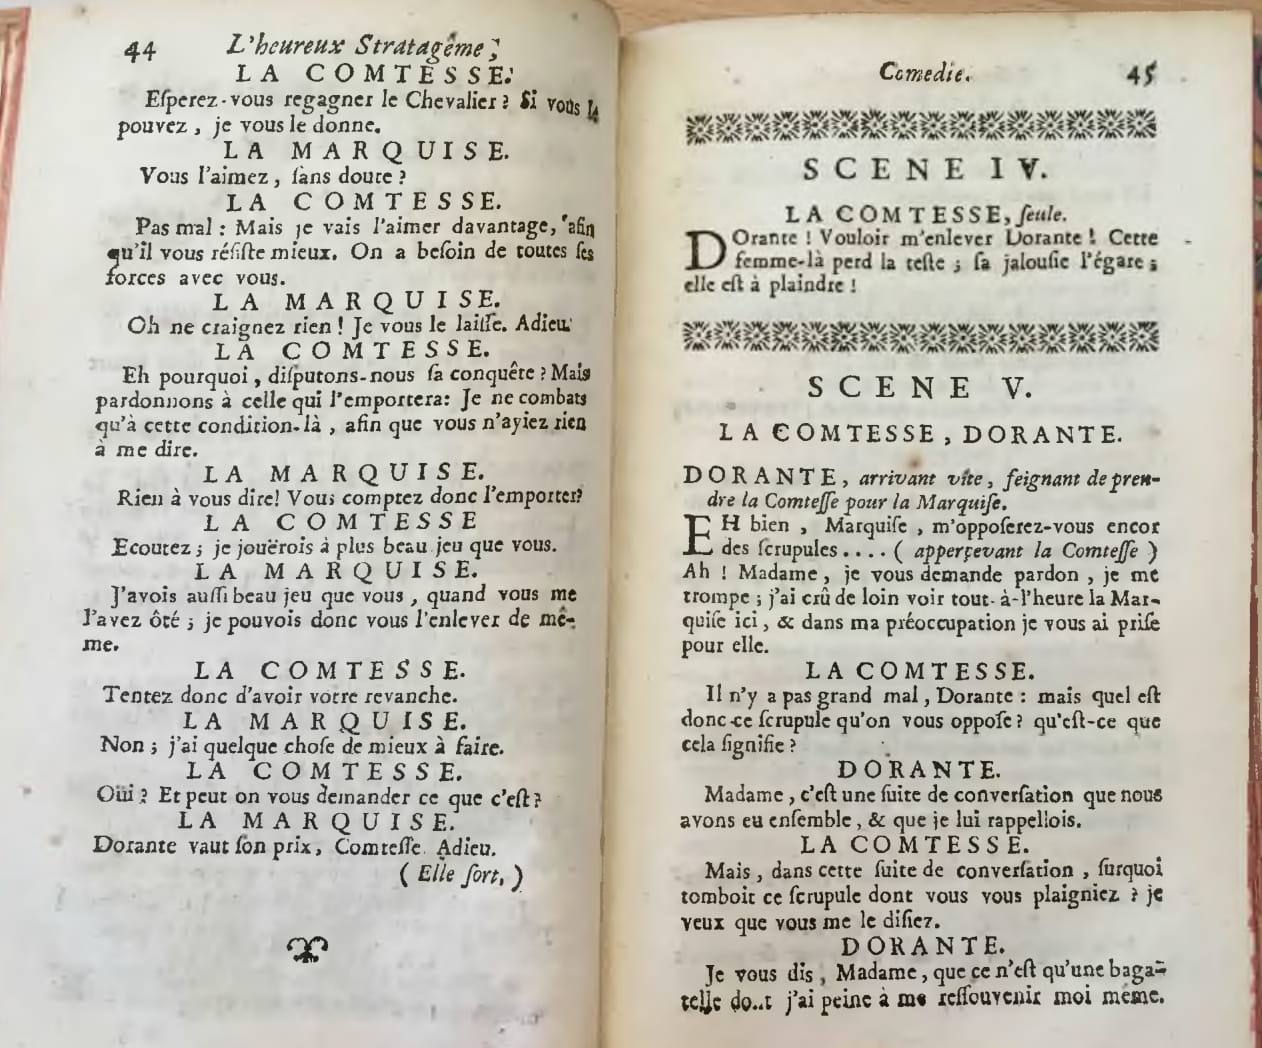 44 L'heureux Stratagême;
LA COMTESSE.
Eſperez-vous regagner le Chevalier ? Si vous le
pouvez, je vous le donne.
LA MARQUISE.
Vous l'aimez, ſans doute ?
LA COMTESSE.
Pas mal : Mais je vais l'aimer davantage, afin
qu'il vous réſiſte mieux. On a beſoin de toutes ſes
forces avec vous.
LA MARQUISE.
Oh ne craignez rien ! Je vous le laiſſe. Adieu.
LA COMTESSE.
Eh pourquoi, diſputons-nous ſa conquête ? Mais
pardonnons à celle qui l'emportera: Je ne combats
qu'à cette condition-là, afin que vous n'ayiez rien
à me dire.
LA MARQUISE.
Rien à vous dire! Vous comptez donc l'emporter?
LA COMTESSE
Ecoutez ; je jouërois à plus beau jeu que vous.
LA MARQUISE.
J'avois auſſi beau jeu que vous, quand vous me
l'avez ôté ; je pouvois donc vous l'enlever de mê-
me.
LA COMTESSE.
Tentez donc d'avoir votre revanche.
LA MARQUISE.
Non ; j'ai quelque choſe de mieux à faire.
LA COMTESSE.
Oüi ? Et peut on vous demander ce que c'eſt ?
LA MARQUISE.
Dorante vaut ſon prix, Comteſſe. Adieu.
( Elle ſort, )
Comedie. 45
SCENE IV.
LA COMTESSE, ſeule.
DOrante ! Vouloir m'enlever Dorante ! Cette
femme-là perd la teſte ; ſa jalouſie l'égare ;
elle eſt à plaindre !
SCENE V.
LA COMTESSE, DORANTE.
DORANTE, arrivant vîte, feignant de pren-
dre la Comteſſe pour la Marquiſe.
EH bien, Marquiſe, m'oppoſerez-vous encor
des ſcrupules.... ( apperçevant la Comteſſe )
Ah ! Madame, je vous demande pardon, je me
trompe ; j'ai crû de loin voir tout-à-l'heure la Mar-
quiſe ici, & dans ma préoccupation je vous ai priſe
pour elle.
LA COMTESSE.
Il n'y a pas grand mal, Dorante : mais quel eſt
donc-ce ſcrupule qu'on vous oppoſe ? qu'eſt-ce que
cela ſignifie ?
DORANTE.
Madame, c'eſt une ſuite de converſation que nous
avons eu enſemble, & que je lui rappellois.
LA COMTESSE.
Mais, dans cette ſuite de converſation, ſurquoi
tomboit ce ſcrupule dont vous vous plaigniez ? je
veux que vous me le diſiez.
DORANTE.
Je vous dis, Madame, que ce n'eſt qu'une baga-
telle dont j'ai peine à me reſſouvenir moi même.